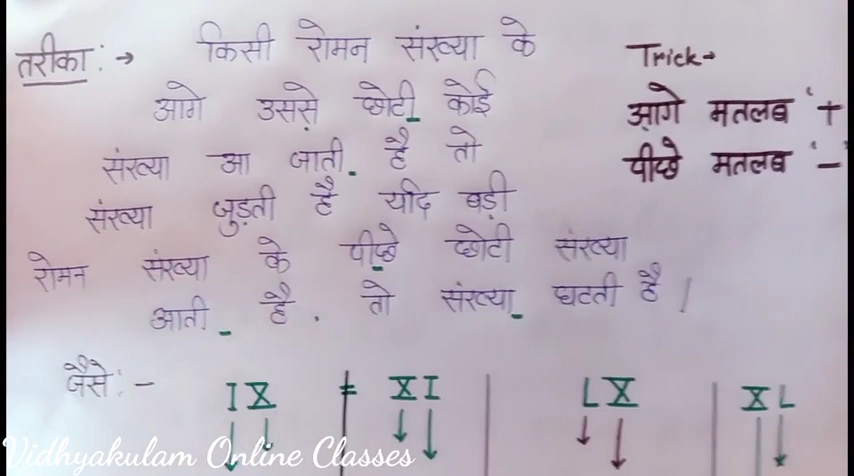 तरीका : → किसी रोमन संख्या के
आगे उससे छोटी कोई
संख्या आ जाती है तो
संख्या जुड़ती है यदि बड़ी
रोमन संख्या के पीछे छोटी संख्या
आती है . तो संख्या घटती है |
Trick→
आगे मतलब '+
पीछे मतलब '-'
जैसे :- IX ≠ XI | LX | XL
Vidhyakulam Online Classes